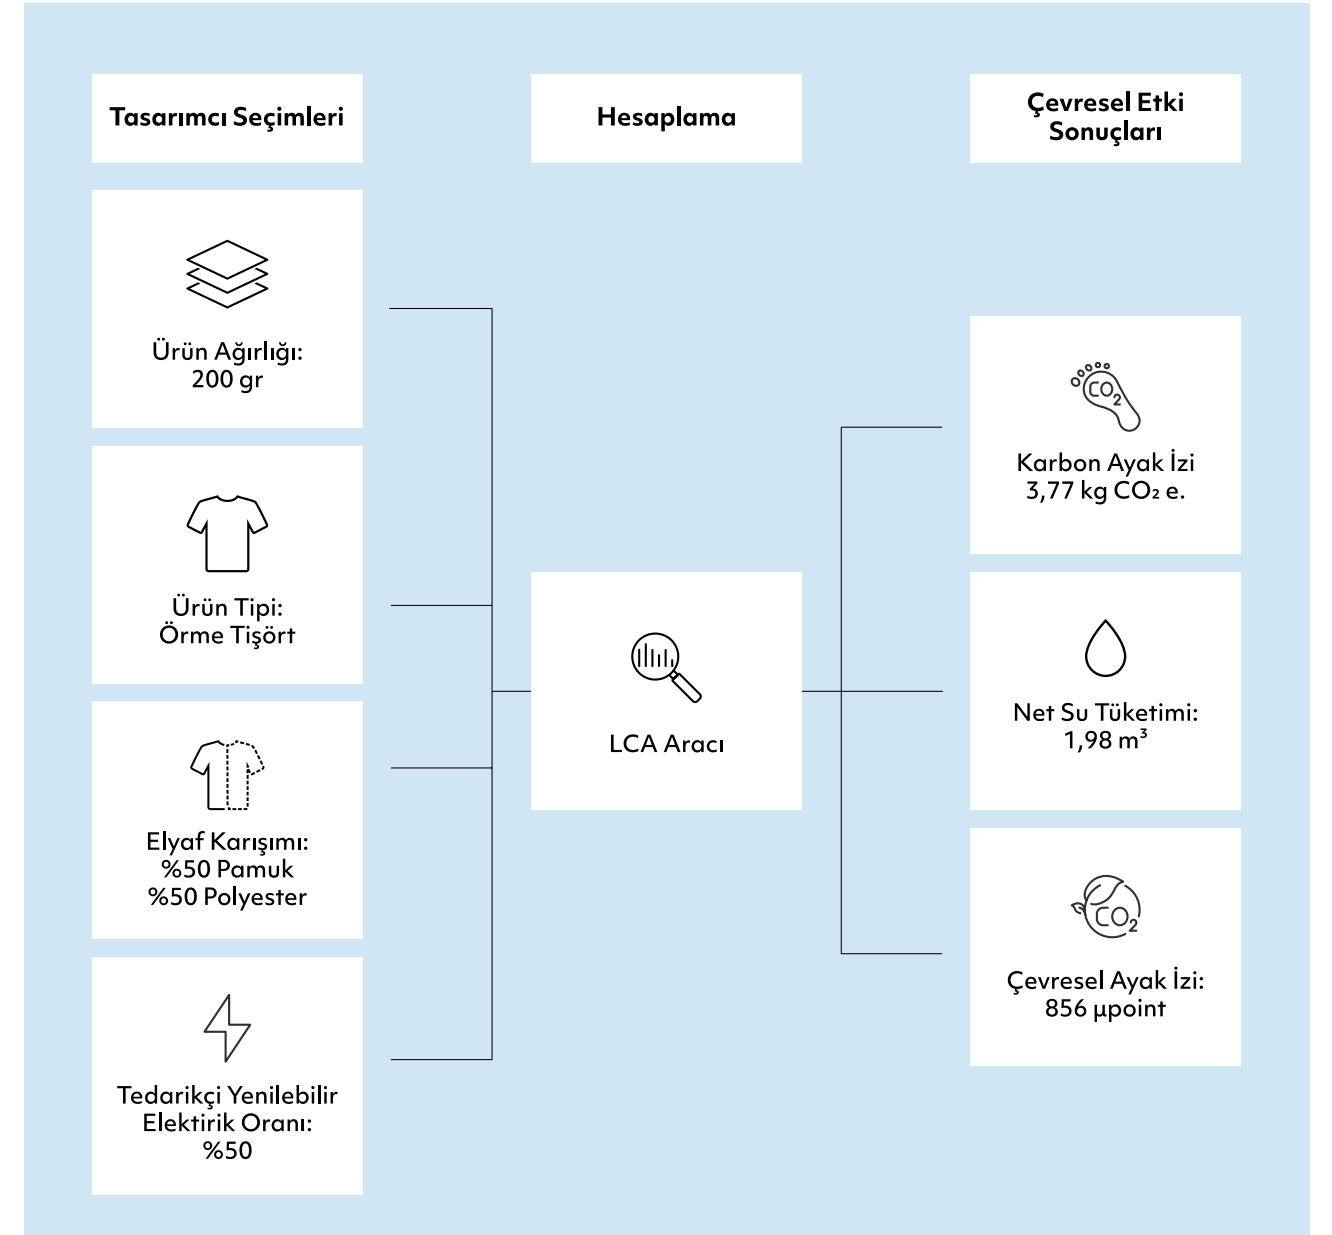 Tasarımcı Seçimleri
Hesaplama
Çevresel Etki
Sonuçları
Ürün Ağırlığı:
200 gr
Ürün Tipi:
Örme Tişört
Elyaf Karışımı:
%50 Pamuk
%50 Polyester
Tedarikçi Yenilebilir
Elektirik Oranı:
%50
LCA Aracı
CO₂
Karbon Ayak İzi
3,77 kg CO₂ e.
Net Su Tüketimi:
1,98 m³
CO₂
Çevresel Ayak İzi:
856 µpoint